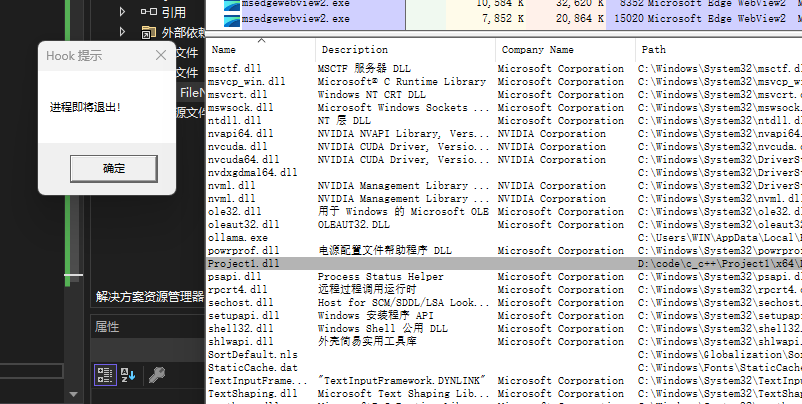 msedgewebview2.exe 10,584 K 32,620 K 8352 Microsoft Edge WebView2
msedgewebview2.exe 7,852 K 20,864 K 15020 Microsoft Edge WebView2
引用
外部依赖
文件
文件
FileN
源文件
Hook 提示
进程即将退出！
确定
解决方案资源管理器
属性
Name Description Company Name Path
msctf.dll MSCTF 服务器 DLL Microsoft Corporation C:\Windows\System32\msctf.dl
msvcp_win.dll Microsoft® C Runtime Library Microsoft Corporation C:\Windows\System32\msvcp_wi
msvcrt.dll Windows NT CRT DLL Microsoft Corporation C:\Windows\System32\msvcrt.d
mswsock.dll Microsoft Windows Sockets ... Microsoft Corporation C:\Windows\System32\mswsock.
ntdll.dll NT 层 DLL Microsoft Corporation C:\Windows\System32\ntdll.dl
nvapi64.dll NVIDIA NVAPI Library, Vers... NVIDIA Corporation C:\Windows\System32\DriverSt
nvcuda.dll NVIDIA CUDA Driver, Versio... NVIDIA Corporation C:\Windows\System32\nvcuda.d
nvcuda64.dll NVIDIA CUDA Driver, Versio... NVIDIA Corporation C:\Windows\System32\DriverSt
nvdxgdmal64.dll C:\Windows\System32\DriverSt
nvml.dll NVIDIA Management Library ... NVIDIA Corporation C:\Windows\System32\DriverSt
nvml.dll NVIDIA Management Library ... NVIDIA Corporation C:\Windows\System32\nvml.dll
ole32.dll 用于 Windows 的 Microsoft OLE Microsoft Corporation C:\Windows\System32\ole32.dl
oleaut32.dll OLEAUT32.DLL Microsoft Corporation C:\Windows\System32\oleaut32
ollama.exe C:\Users\WIN\AppData\Local\
powrprof.dll 电源配置文件帮助程序 DLL Microsoft Corporation C:\Windows\System32\powrprof
Project1.dll D:\code\c_c++\Project1\x64\
psapi.dll Process Status Helper Microsoft Corporation C:\Windows\System32\psapi.dl
rpcrt4.dll 远程过程调用运行时 Microsoft Corporation C:\Windows\System32\rpcrt4.d
sechost.dll Host for SCM/SDDL/LSA Look... Microsoft Corporation C:\Windows\System32\sechost.
setupapi.dll Windows 安装程序 API Microsoft Corporation C:\Windows\System32\setupapi
shell32.dll Windows Shell 公用 DLL Microsoft Corporation C:\Windows\System32\shell32.
shlwapi.dll 外壳简易实用工具库 Microsoft Corporation C:\Windows\System32\shlwapi.
SortDefault.nls C:\Windows\Globalization\Sor
StaticCache.dat C:\Windows\Fonts\StaticCache
TextInputFrame... "TextInputFramework.DYNLINK" Microsoft Corporation C:\Windows\System32\TextInpu
TextShaping.dll Microsoft Text Shaping Lib... Microsoft Corporation C:\Windows\System32\TextShap